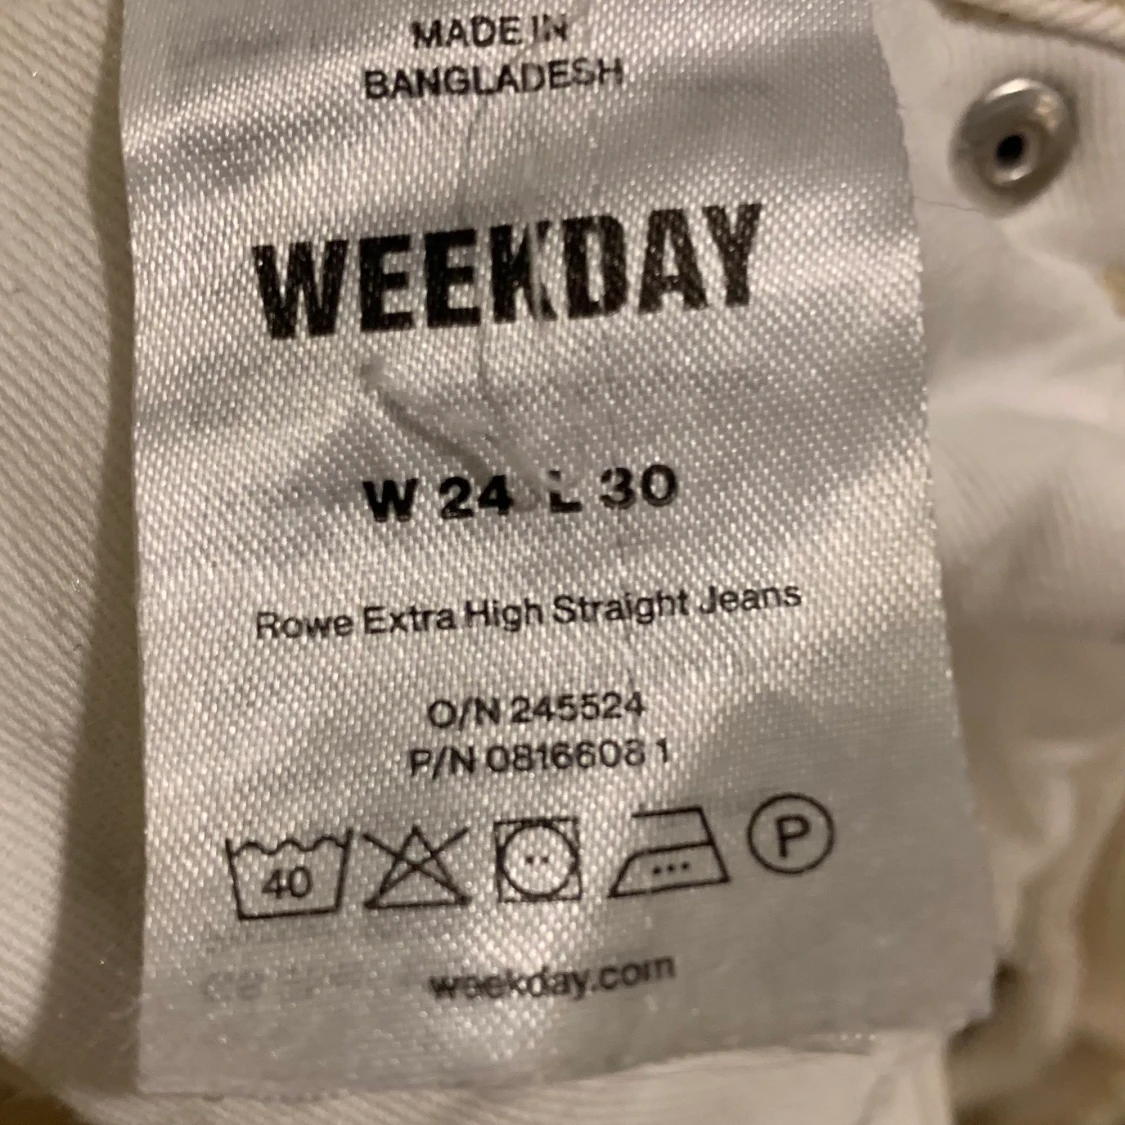 MADE IN
BANGLADESH
WEEKDAY
W 24 L 30
Rowe Extra High Straight Jeans
O/N 245524
P/N 0816608 1
40
P
weekday.com